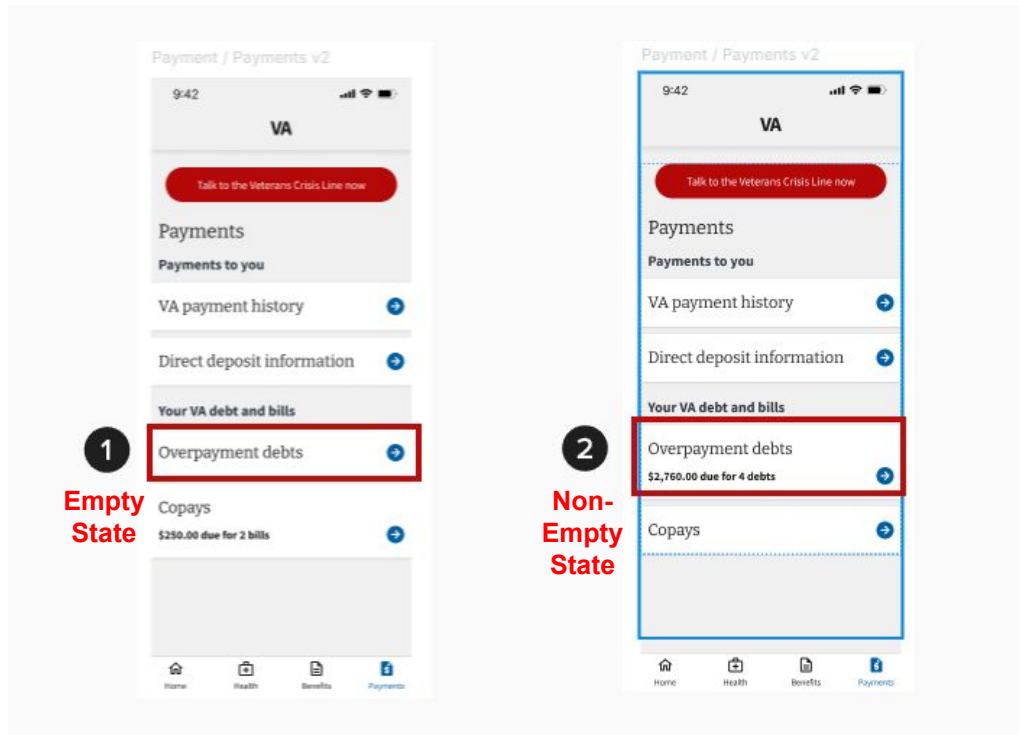 Payment / Payments v2
9:42
VA
Talk to the Veterans Crisis Line now
Payments
Payments to you
VA payment history
Direct deposit information
Your VA debt and bills
1
Overpayment debts
Empty
State
Copays
$250.00 due for 2 bills
Home
Health
Benefits
Payments
Payment / Payments v2
9:42
VA
Talk to the Veterans Crisis Line now
Payments
Payments to you
VA payment history
Direct deposit information
Your VA debt and bills
2
Overpayment debts
$2,760.00 due for 4 debts
Non-
Empty
State
Copays
Home
Health
Benefits
Payments